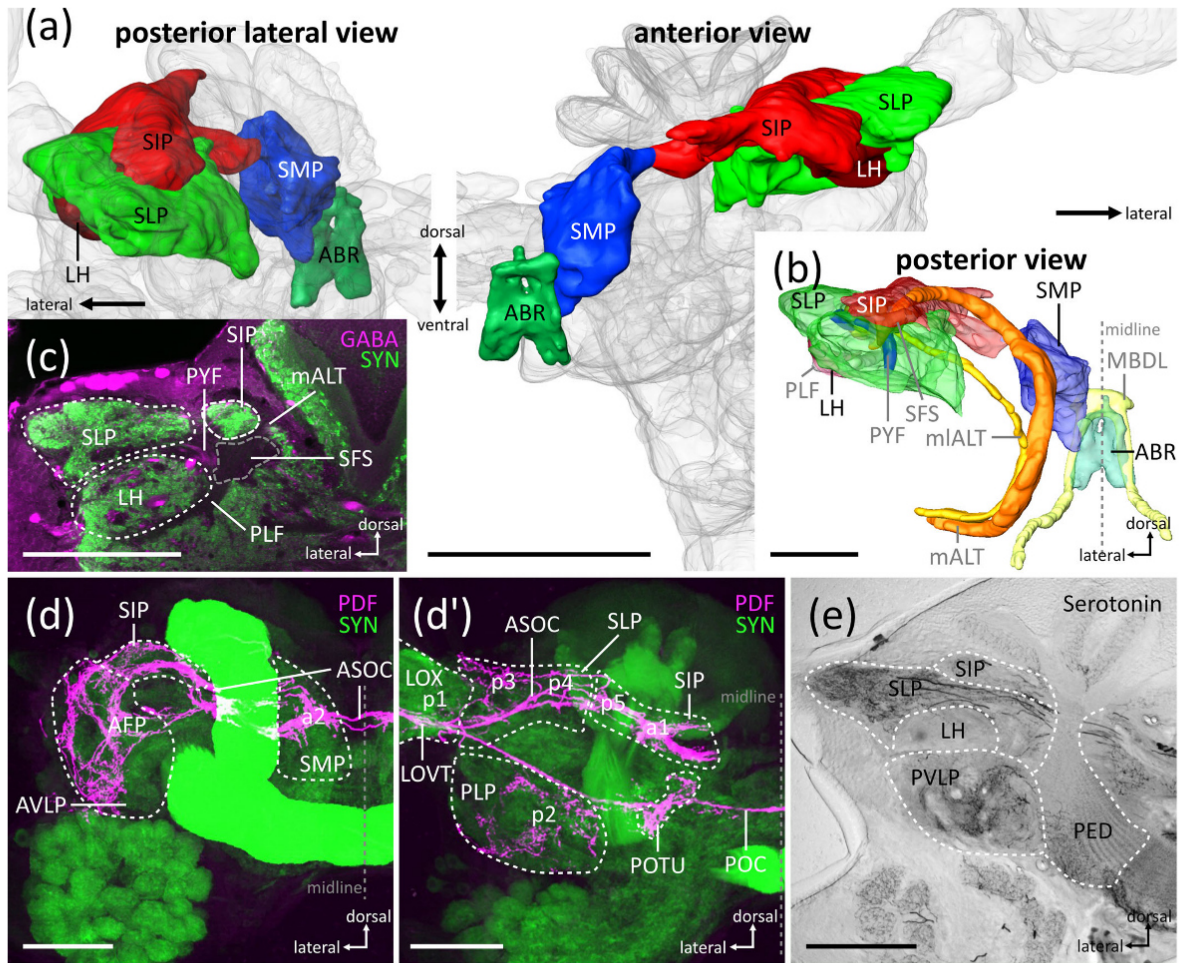 (a)
posterior lateral view
SIP
SMP
SLP
LH
ABR
lateral
dorsal
ventral
anterior view
SLP
SIP
LH
SMP
ABR
lateral
(b)
posterior view
SLP
SIP
SMP
midline
MBDL
PLF
LH
SFS
PYF
mlALT
ABR
mALT
dorsal
lateral
(c)
GABA
SYN
SIP
PYF
mALT
SLP
SFS
LH
PLF
dorsal
lateral
(d)
PDF
SYN
SIP
ASOC
AFP
a2
SMP
AVLP
midline
dorsal
lateral
(d')
PDF
SYN
ASOC
SLP
LOX
p1
p3
p4
p5
SIP
midline
a1
LOVT
PLP
p2
POTU
POC
dorsal
lateral
(e)
Serotonin
SIP
SLP
LH
PVLP
PED
dorsal
lateral